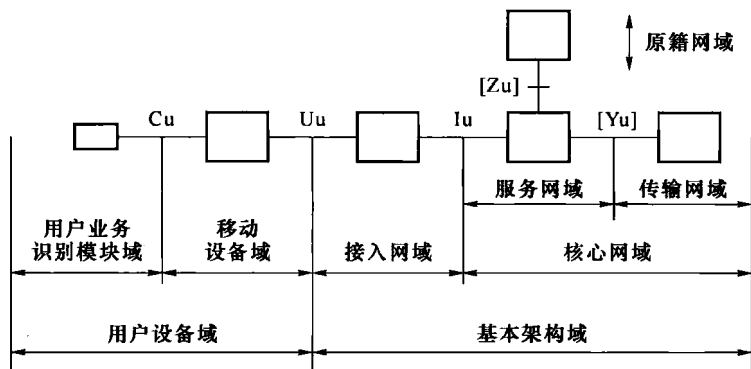 原籍网域
[Zu]
Cu
Uu
Iu
[Yu]
服务网域
传输网域
用户业务
识别模块域
移动
设备域
接入网域
核心网域
用户设备域
基本架构域